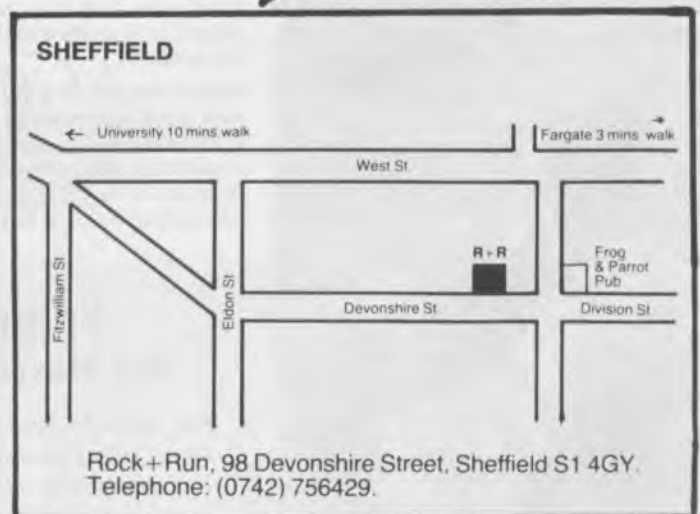 SHEFFIELD
← University 10 mins walk
→
Fargate 3 mins walk
West St.
R+R
Frog
& Parrot
Pub
Fitzwilliam St.
Eldon St
Devonshire St.
Division St.
Rock+Run, 98 Devonshire Street, Sheffield S1 4GY.
Telephone: (0742) 756429.